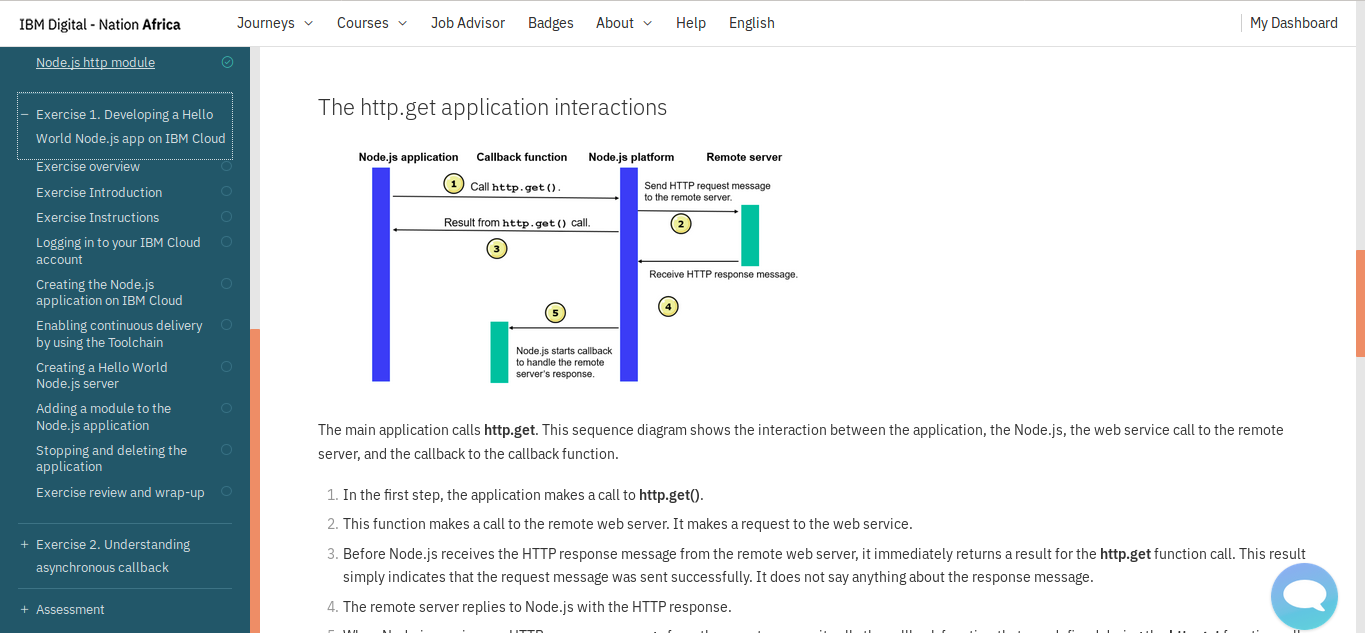 IBM Digital - Nation Africa
Journeys
Courses
Job Advisor
Badges
About
Help
English
My Dashboard
Node.js http module
− Exercise 1. Developing a Hello
World Node.js app on IBM Cloud
Exercise overview
Exercise Introduction
Exercise Instructions
Logging in to your IBM Cloud
account
Creating the Node.js
application on IBM Cloud
Enabling continuous delivery
by using the Toolchain
Creating a Hello World
Node.js server
Adding a module to the
Node.js application
Stopping and deleting the
application
Exercise review and wrap-up
+ Exercise 2. Understanding
asynchronous callback
+ Assessment
The http.get application interactions
Node.js application
Callback function
Node.js platform
Remote server
1
Call http.get().
Send HTTP request message
to the remote server.
2
Result from http.get() call.
3
Receive HTTP response message.
4
5
Node.js starts callback
to handle the remote
server's response.
The main application calls http.get. This sequence diagram shows the interaction between the application, the Node.js, the web service call to the remote
server, and the callback to the callback function.
1. In the first step, the application makes a call to http.get().
2. This function makes a call to the remote web server. It makes a request to the web service.
3. Before Node.js receives the HTTP response message from the remote web server, it immediately returns a result for the http.get function call. This result
simply indicates that the request message was sent successfully. It does not say anything about the response message.
4. The remote server replies to Node.js with the HTTP response.